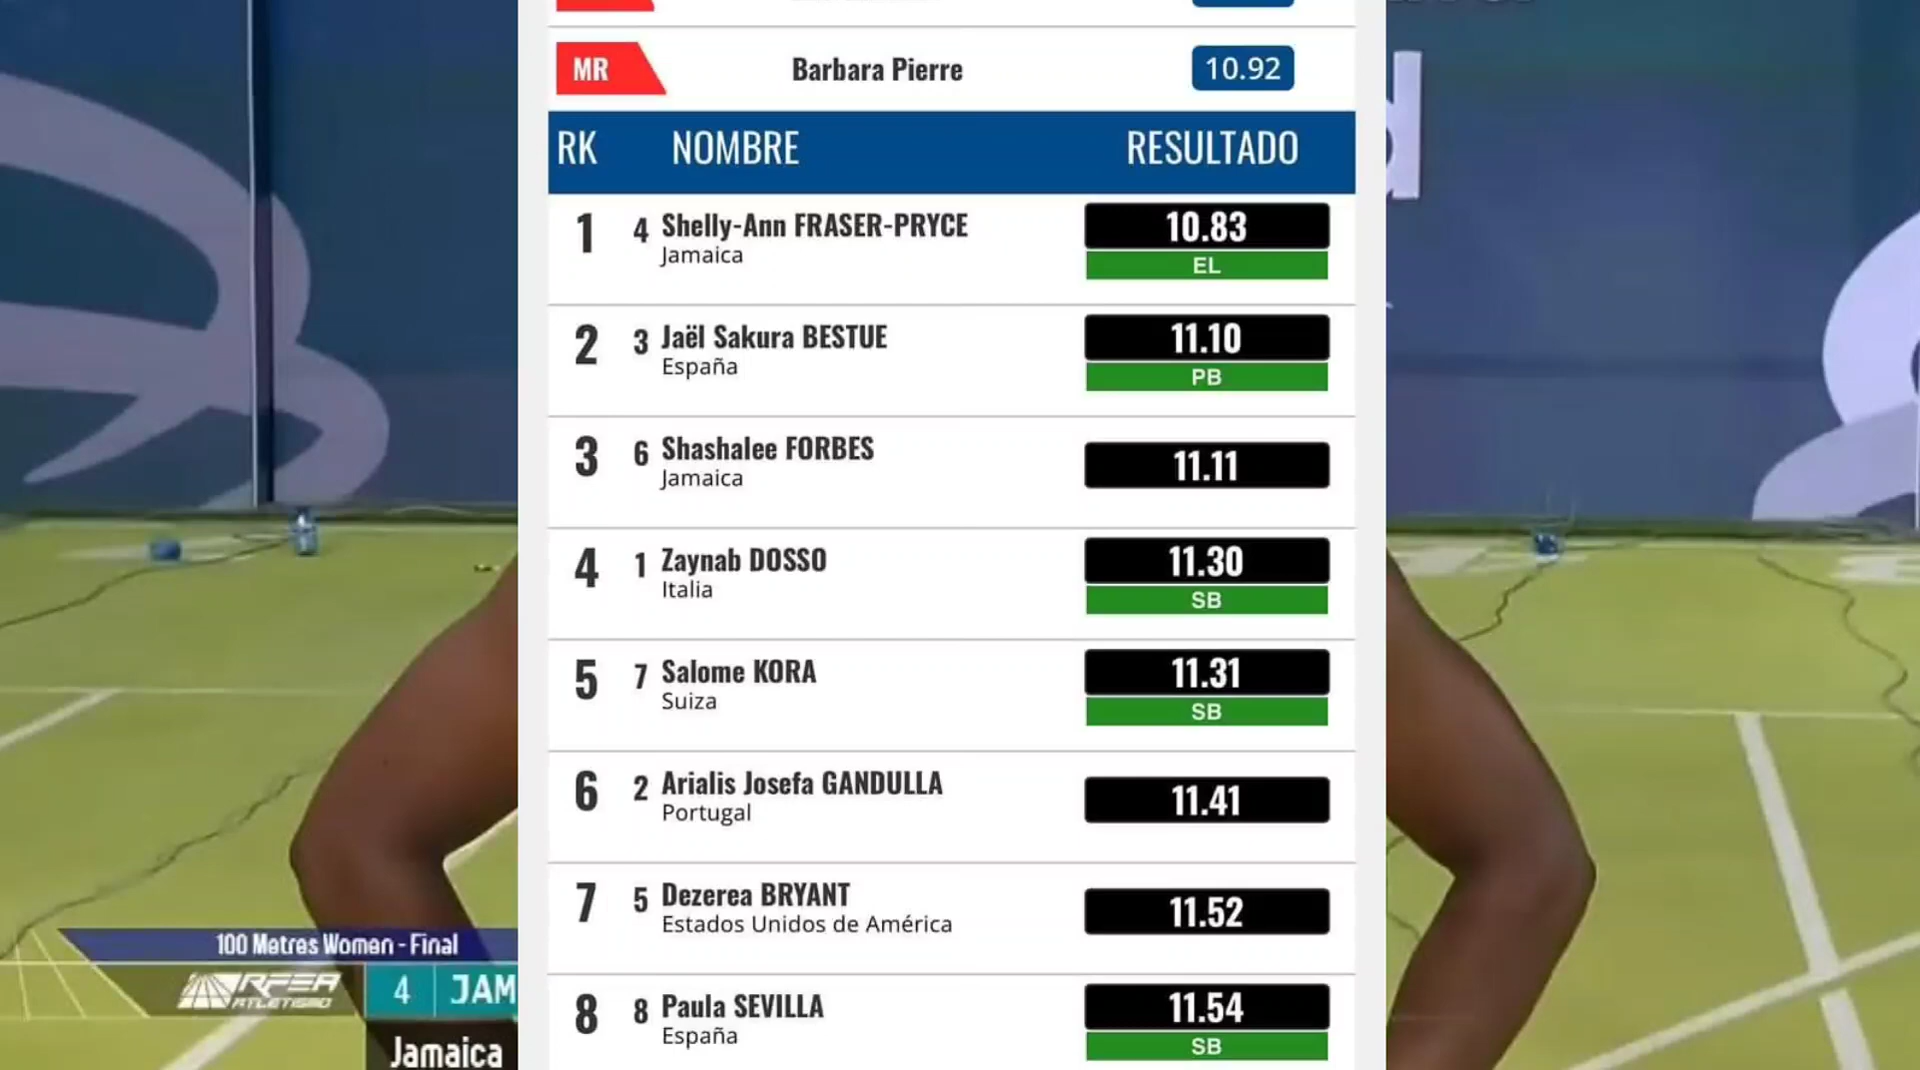 MR Barbara Pierre 10.92
RK NOMBRE RESULTADO
1 4 Shelly-Ann FRASER-PRYCE 10.83
Jamaica EL
2 3 Jaël Sakura BESTUE 11.10
España PB
3 6 Shashalee FORBES 11.11
Jamaica
4 1 Zaynab DOSSO 11.30
Italia SB
5 7 Salome KORA 11.31
Suiza SB
6 2 Arialis Josefa GANDULLA 11.41
Portugal
7 5 Dezerea BRYANT 11.52
Estados Unidos de América
8 8 Paula SEVILLA 11.54
España SB
100 Metres Women - Final
RFEA
ATLETISMO
4 JAM
Jamaica